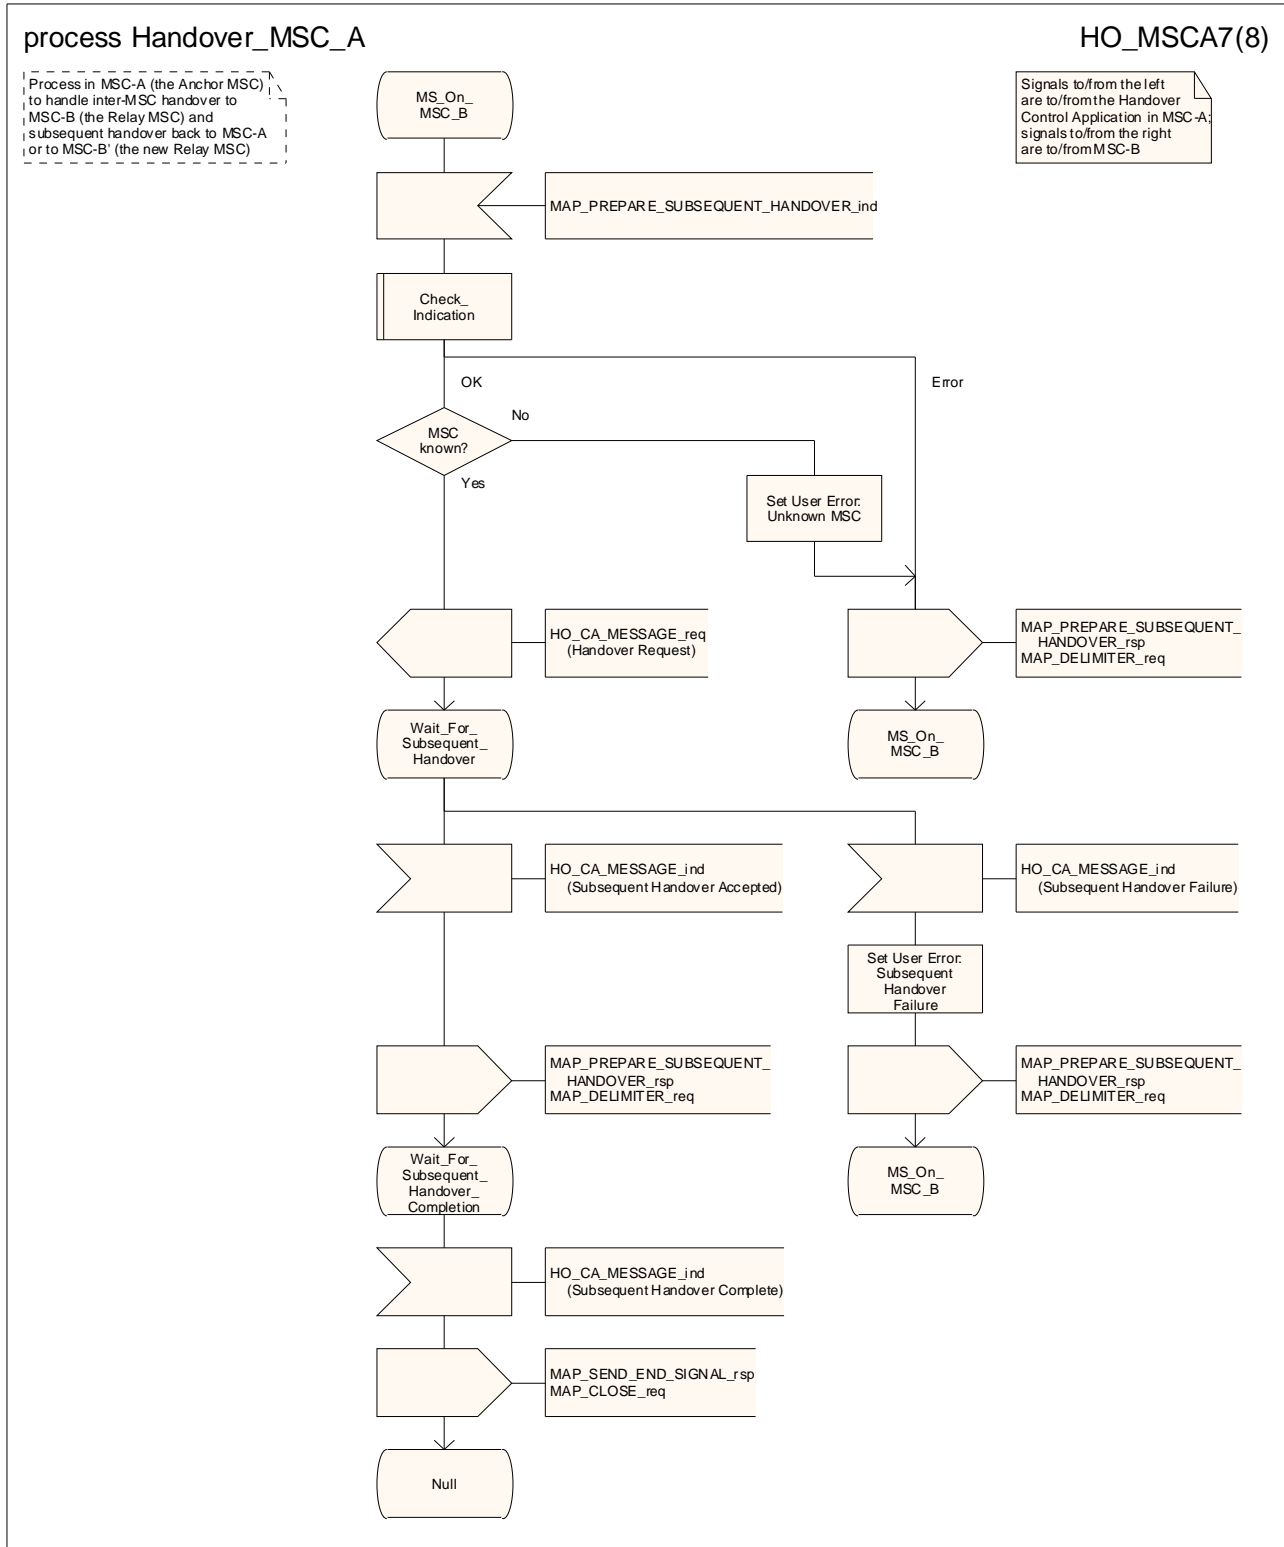 process Handover_MSC_A
HO_MSCA7(8)
Process in MSC-A (the Anchor MSC)
to handle inter-MSC handover to
MSC-B (the Relay MSC) and
subsequent handover back to MSC-A
or to MSC-B' (the new Relay MSC)
MS_On_
MSC_B
Signals to/from the left
are to/from the Handover
Control Application in MSC-A;
signals to/from the right
are to/from MSC-B
MAP_PREPARE_SUBSEQUENT_HANDOVER_ind
Check_
Indication
OK
Error
MSC
known?
No
Yes
Set User Error:
Unknown MSC
HO_CA_MESSAGE_req
(Handover Request)
MAP_PREPARE_SUBSEQUENT_
HANDOVER_rsp
MAP_DELIMITER_req
Wait_For_
Subsequent_
Handover
MS_On_
MSC_B
HO_CA_MESSAGE_ind
(Subsequent Handover Accepted)
HO_CA_MESSAGE_ind
(Subsequent Handover Failure)
Set User Error:
Subsequent
Handover
Failure
MAP_PREPARE_SUBSEQUENT_
HANDOVER_rsp
MAP_DELIMITER_req
MAP_PREPARE_SUBSEQUENT_
HANDOVER_rsp
MAP_DELIMITER_req
Wait_For_
Subsequent_
Handover_
Completion
MS_On_
MSC_B
HO_CA_MESSAGE_ind
(Subsequent Handover Complete)
MAP_SEND_END_SIGNAL_rsp
MAP_CLOSE_req
Null